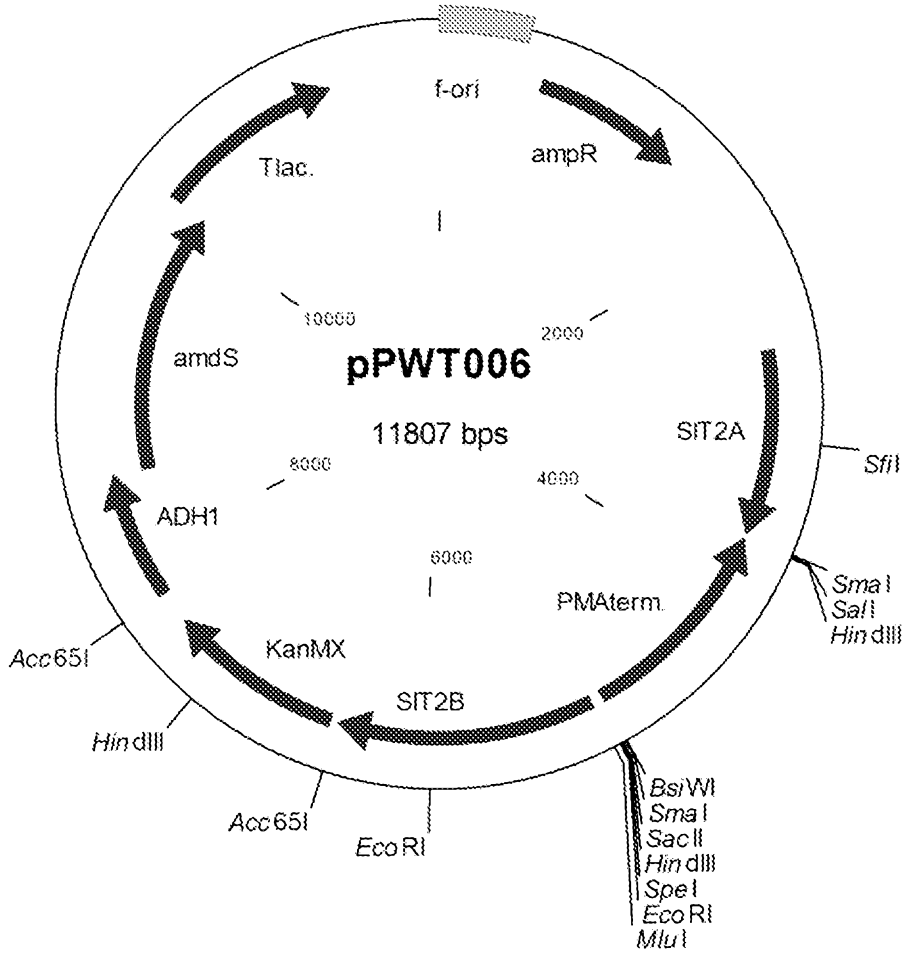 f-ori
ampR
Tlac.
10000
2000
pPWT006
amdS
11807 bps
SIT2A
SfiI
8000
4000
ADH1
6000
SmaI
SalI
HindIII
PMAterm.
KanMX
Acc65I
SIT2B
HindIII
BsiWI
SmaI
Acc65I
SacII
EcoRI
HindIII
SpeI
EcoRI
MluI